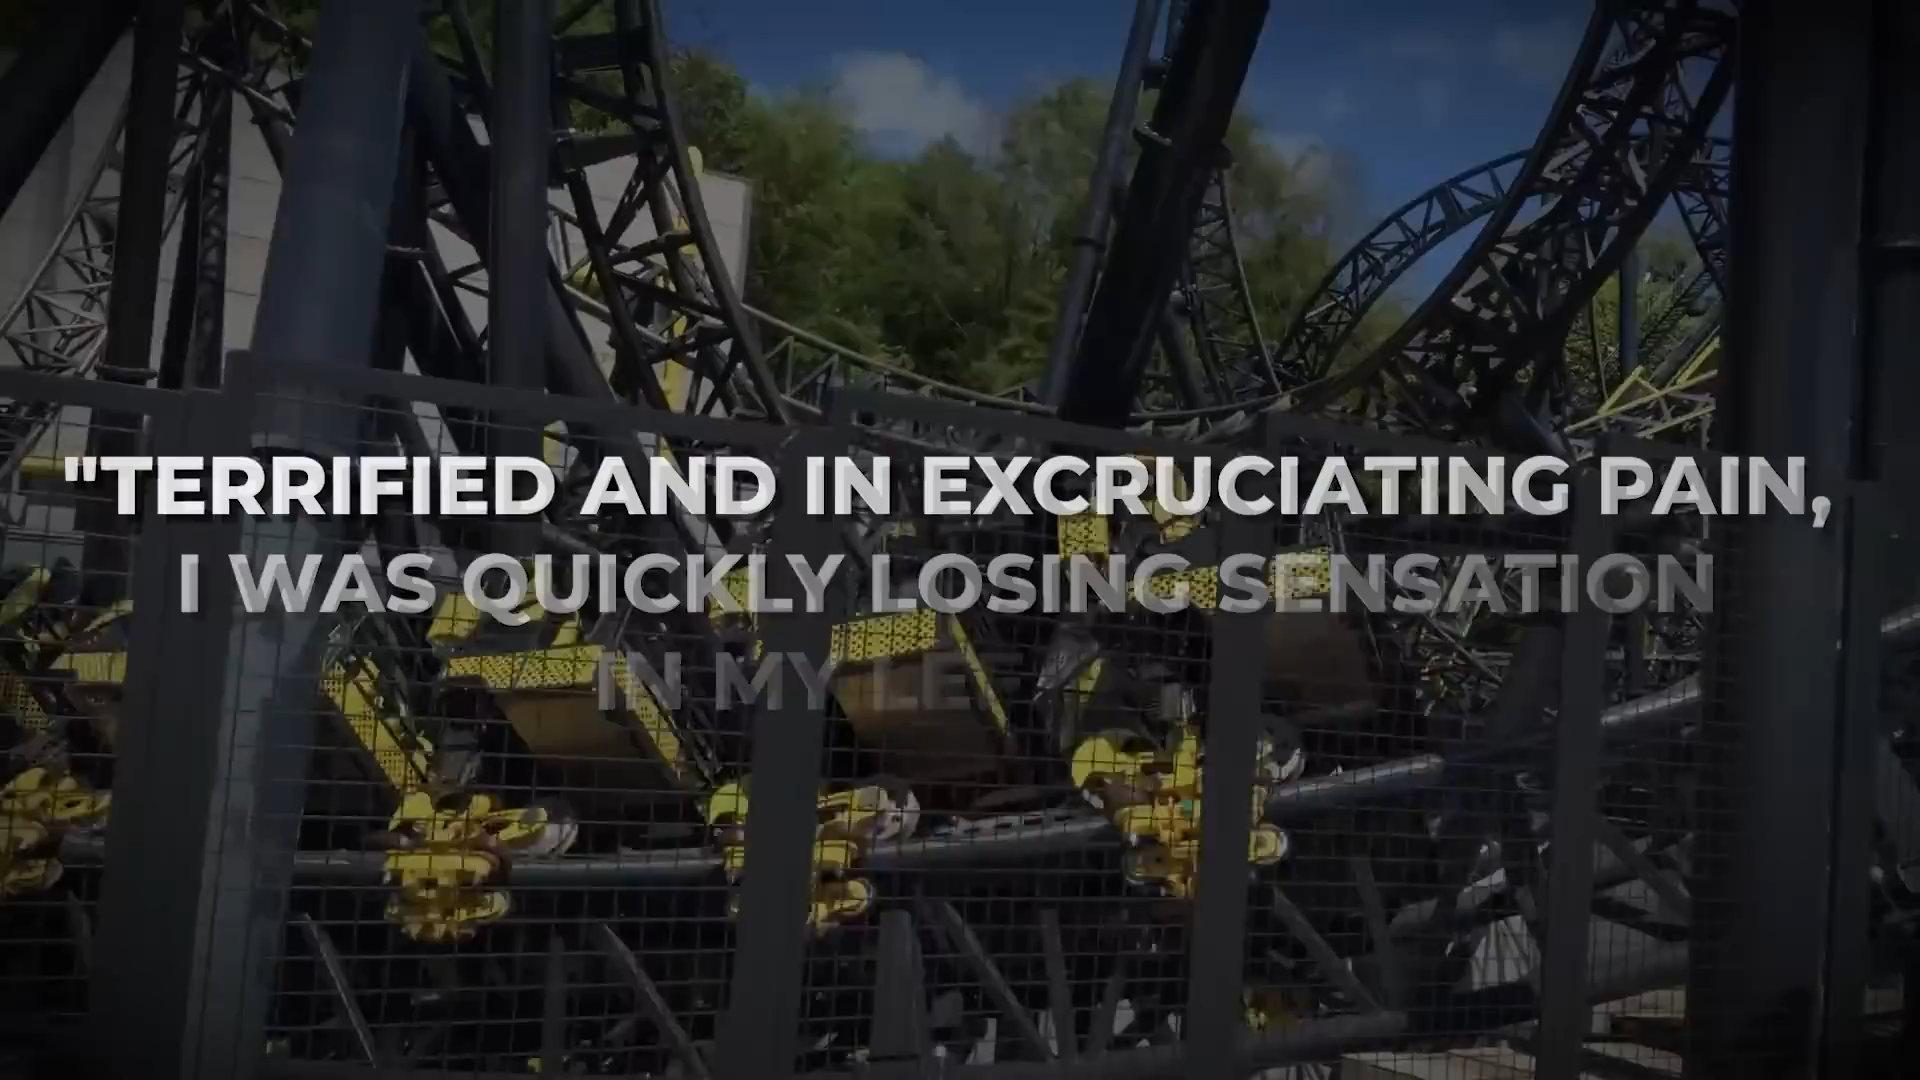 "TERRIFIED AND IN EXCRUCIATING PAIN,
I WAS QUICKLY LOSING SENSATION
IN MY